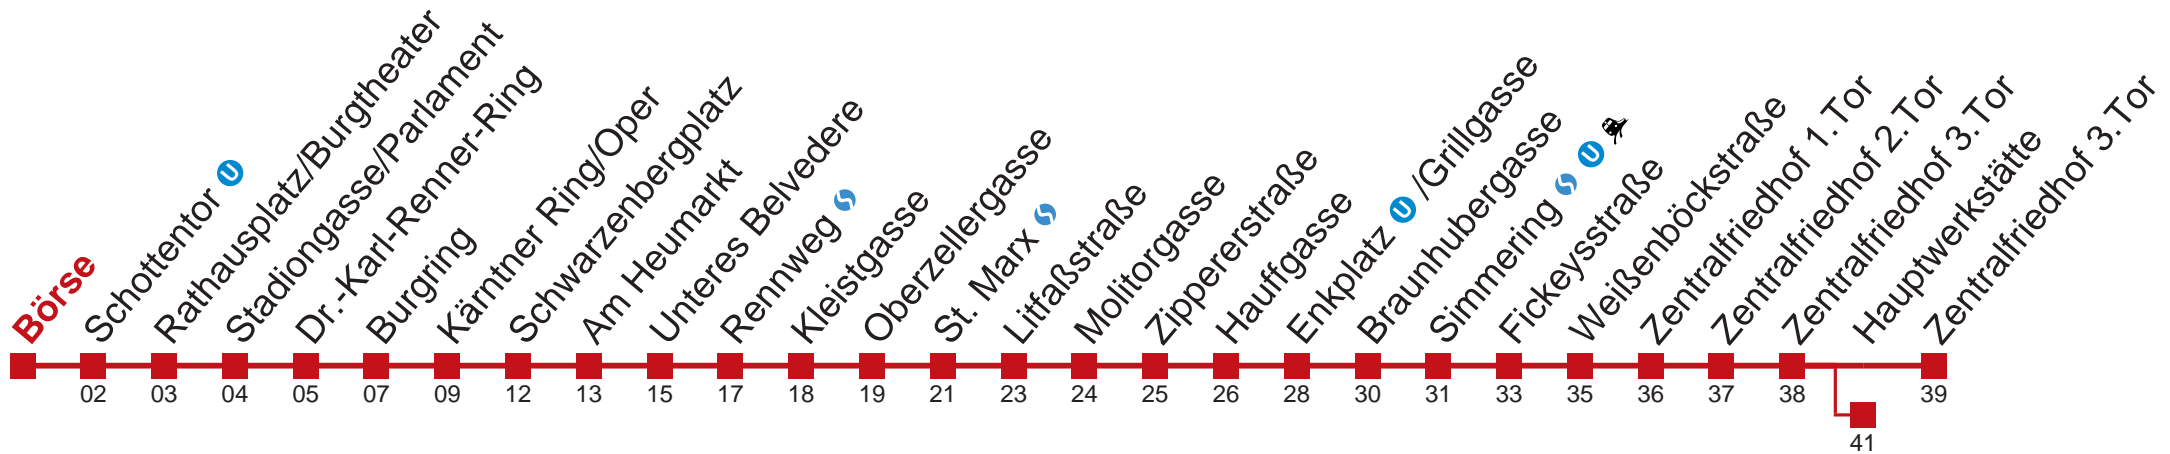 Börse
Schottentor U
Rathausplatz/Burgtheater
Stadiongasse/Parlament
Dr.-Karl-Renner-Ring
Burgring
Kärntner Ring/Oper
Schwarzenbergplatz
Am Heumarkt
Unteres Belvedere
Rennweg S
Kleistgasse
Oberzellergasse
St. Marx S
Litfaßstraße
Molitorgasse
Zippererstraße
Hauffgasse
Enkplatz U /Grillgasse
Braunhubergasse
Simmering S U
Fickeysstraße
Weißenböckstraße
Zentralfriedhof 1.Tor
Zentralfriedhof 2.Tor
Zentralfriedhof 3.Tor
Hauptwerkstätte
Zentralfriedhof 3.Tor
02 03 04 05 07 09 12 13 15 17 18 19 21 23 24 25 26 28 30 31 33 35 36 37 38 39
41